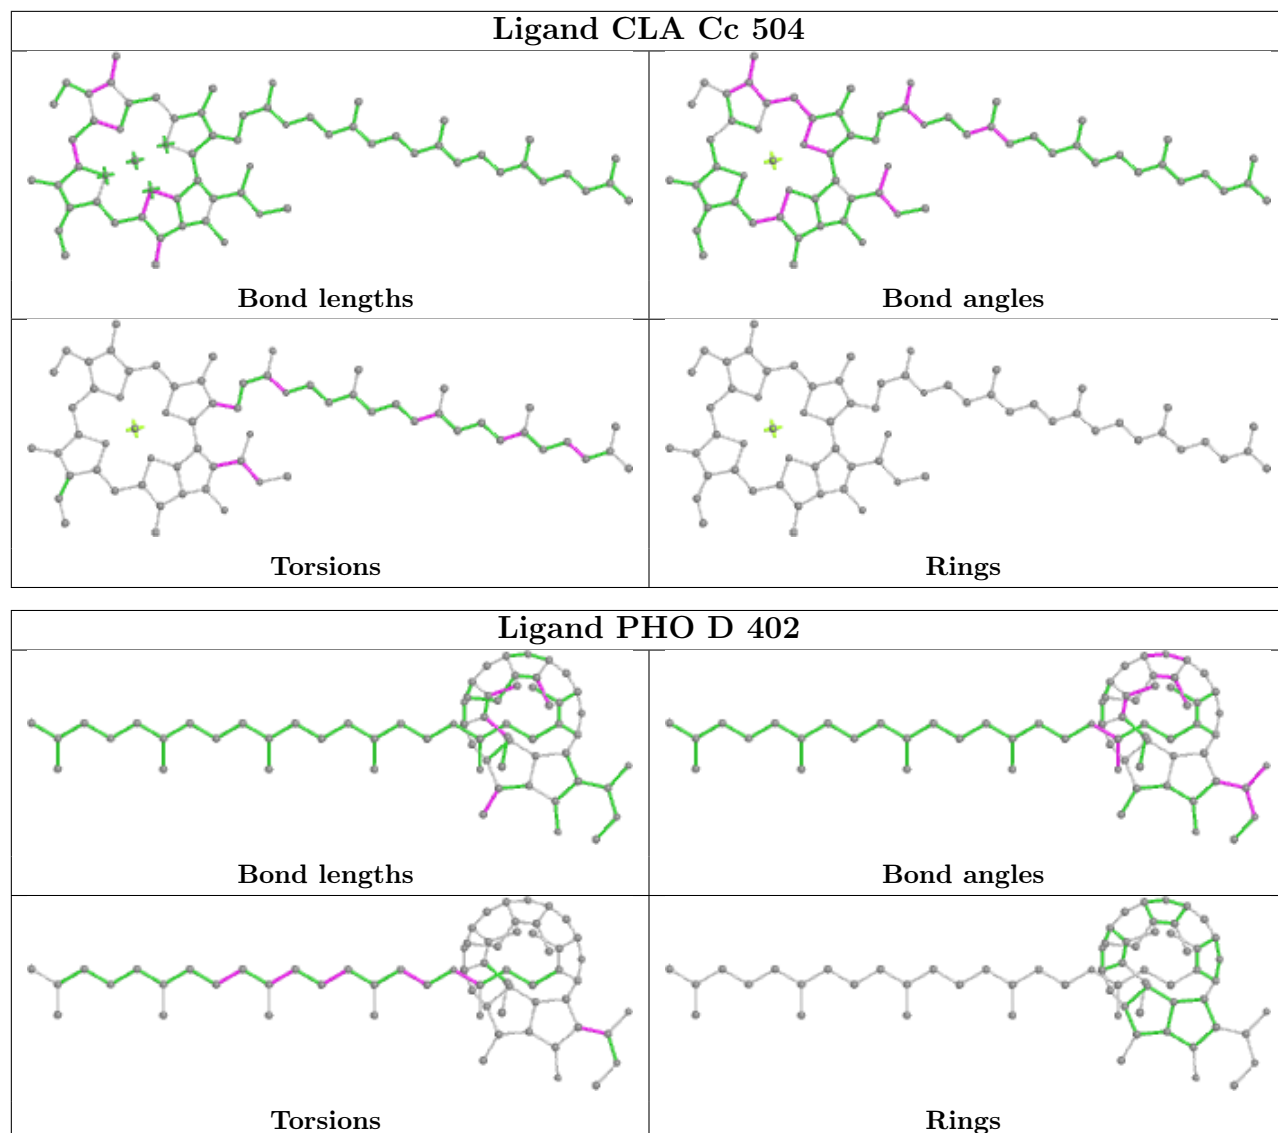 Ligand CLA Cc 504
Bond lengths
Bond angles
Torsions
Rings
Ligand PHO D 402
Bond lengths
Bond angles
Torsions
Rings